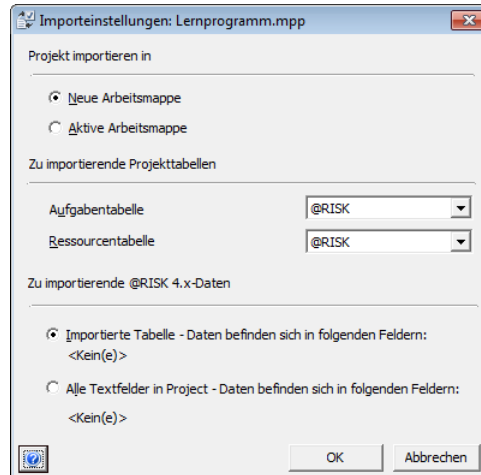 Importeinstellungen: Lernprogramm.mpp
Projekt importieren in
Neue Arbeitsmappe
Aktive Arbeitsmappe
Zu importierende Projekttabellen
Aufgabentabelle @RISK
Ressourcentabelle @RISK
Zu importierende @RISK 4.x-Daten
Importierte Tabelle - Daten befinden sich in folgenden Feldern:
<Kein(e)>
Alle Textfelder in Project - Daten befinden sich in folgenden Feldern:
<Kein(e)>
OK Abbrechen